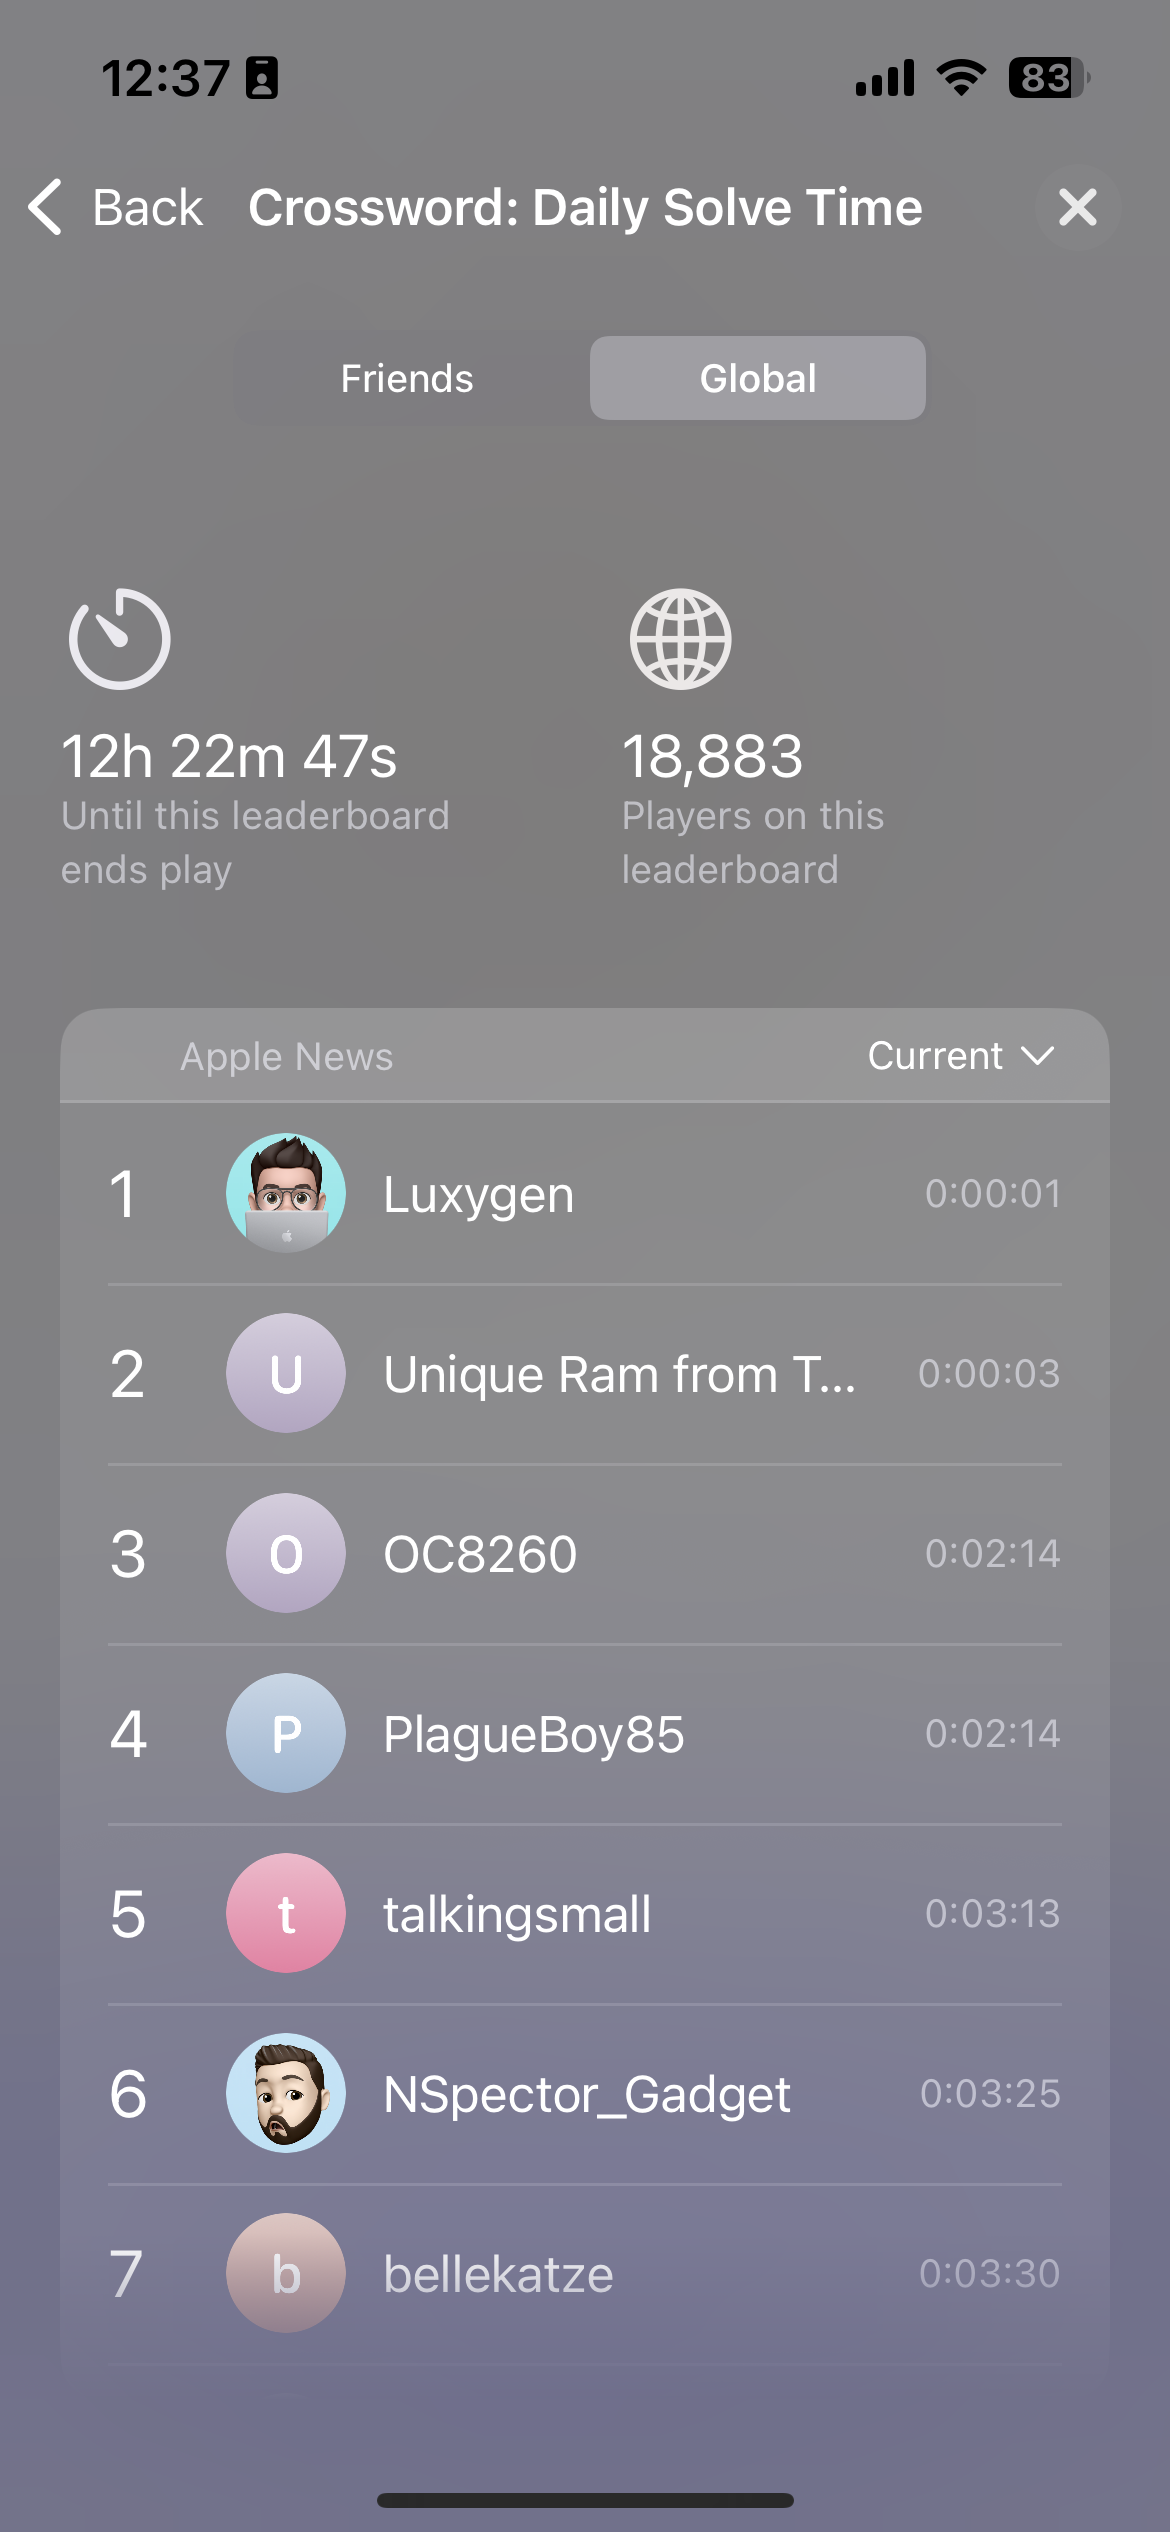 12:37
83
Back
Crossword: Daily Solve Time
Friends
Global
12h 22m 47s
Until this leaderboard
ends play
18,883
Players on this
leaderboard
Apple News
Current
1 Luxygen 0:00:01
2 U Unique Ram from T... 0:00:03
3 O OC8260 0:02:14
4 P PlagueBoy85 0:02:14
5 t talkingsmall 0:03:13
6 NSpector_Gadget 0:03:25
7 b bellekatze 0:03:30